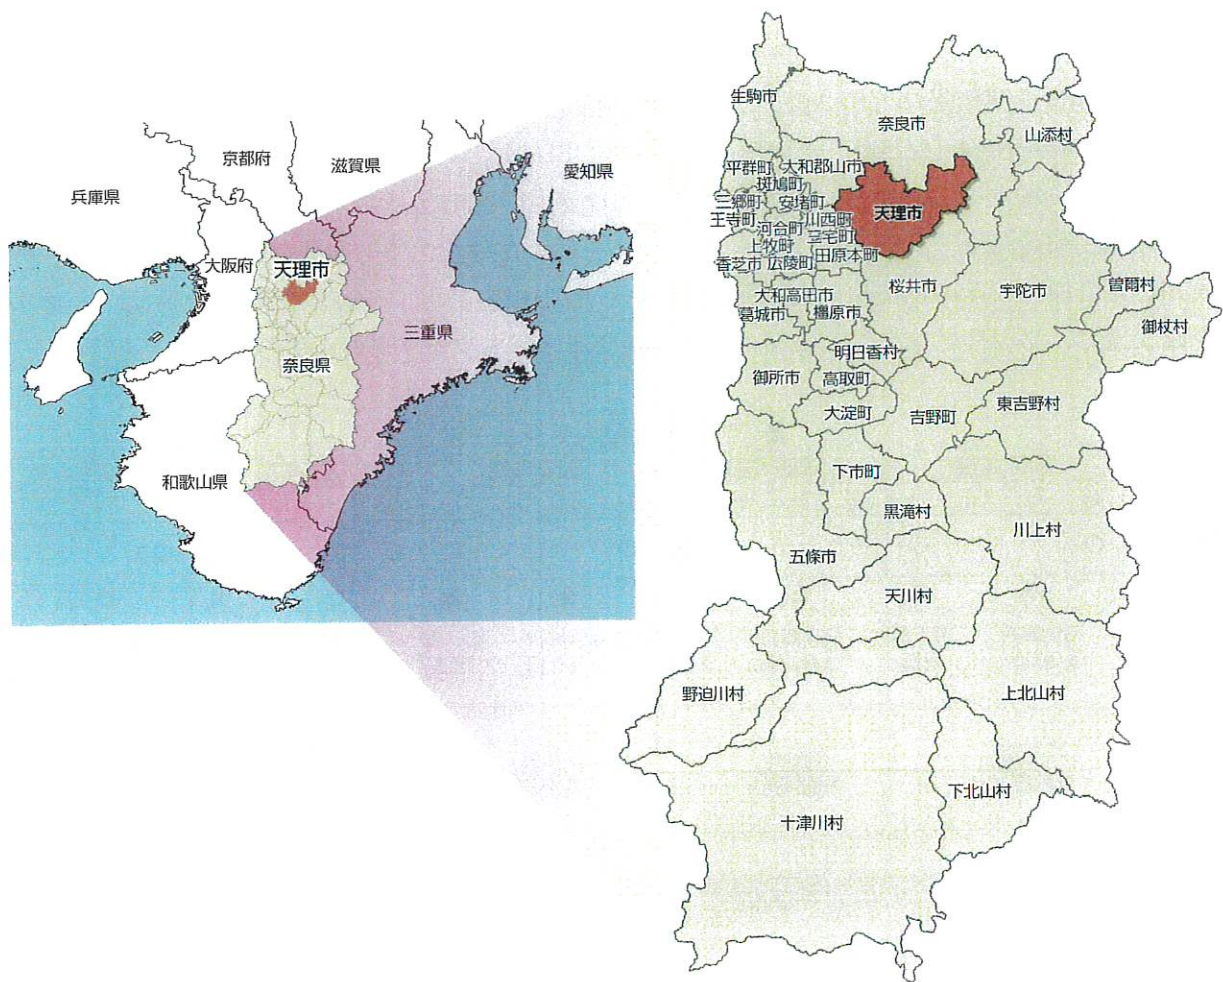 京都府
滋賀県
兵庫県
愛知県
大阪府
天理市
三重県
奈良県
和歌山県
生駒市
奈良市
山添村
平群町
大和郡山市
斑鳩町
三郷町
安堵町
天理市
王寺町
川西町
河合町
三宅町
上牧町
田原本町
香芝市
広陵町
桜井市
宇陀市
曽爾村
大和高田市
葛城市
橿原市
御杖村
明日香村
御所市
高取町
大淀町
吉野町
東吉野村
下市町
黒滝村
川上村
五條市
天川村
野迫川村
上北山村
下北山村
十津川村